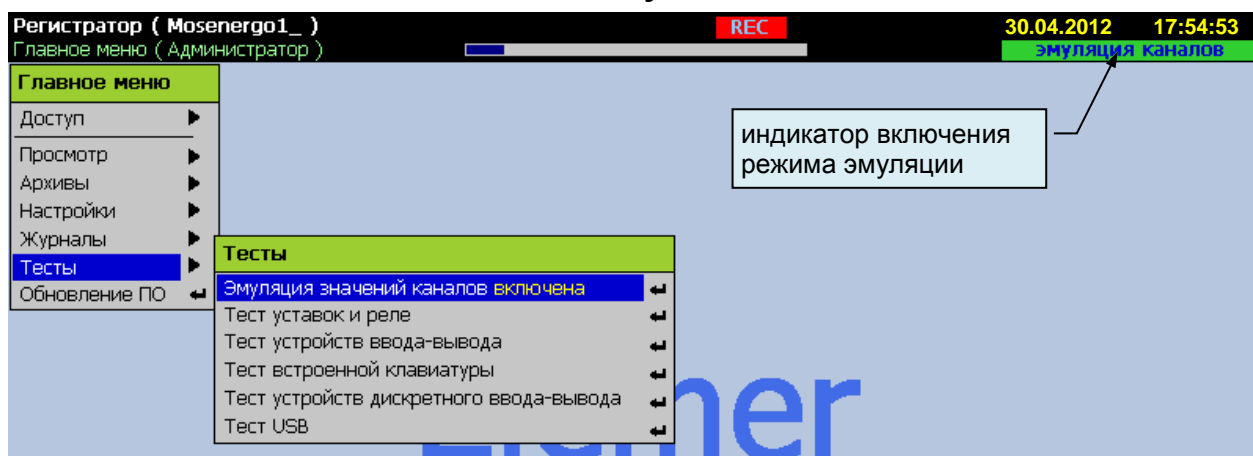 Регистратор ( Mosenergo1_ )
REC
30.04.2012 17:54:53
Главное меню ( Администратор )
эмуляция каналов
Главное меню
Доступ
Просмотр
Архивы
Настройки
Журналы
Тесты
Обновление ПО
индикатор включения
режима эмуляции
Тесты
Эмуляция значений каналов включена
Тест уставок и реле
Тест устройств ввода-вывода
Тест встроенной клавиатуры
Тест устройств дискретного ввода-вывода
Тест USB